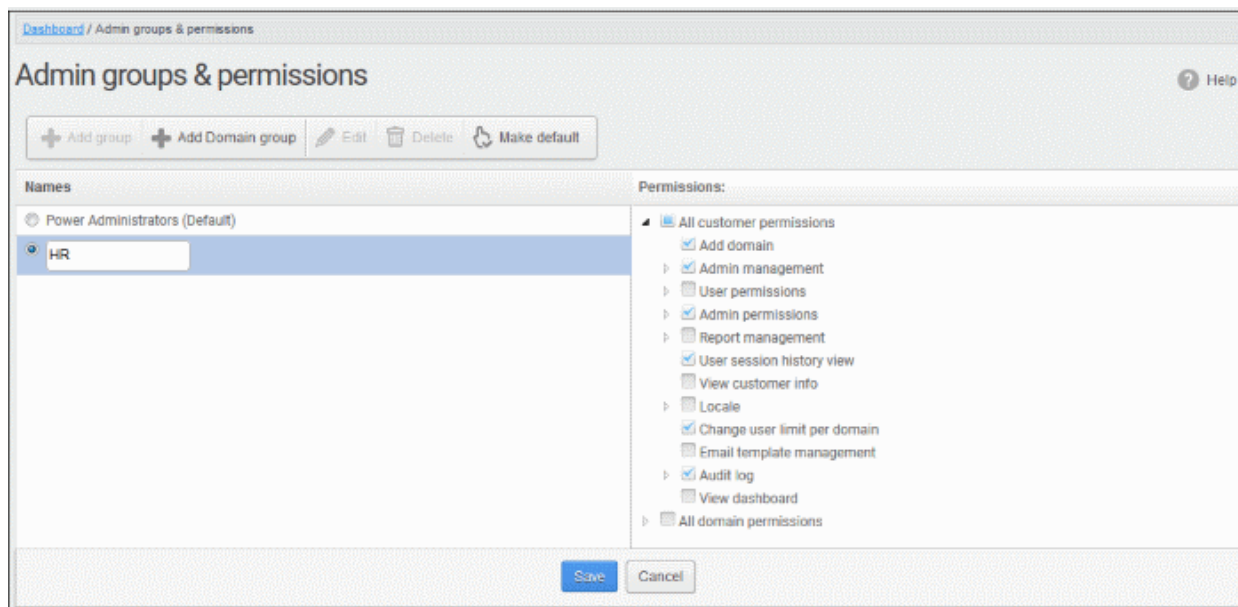 Dashboard / Admin groups & permissions
Admin groups & permissions
Help
Add group Add Domain group Edit Delete Make default
Names
Permissions:
Power Administrators (Default)
HR
All customer permissions
Add domain
Admin management
User permissions
Admin permissions
Report management
User session history view
View customer info
Locale
Change user limit per domain
Email template management
Audit log
View dashboard
All domain permissions
Save Cancel